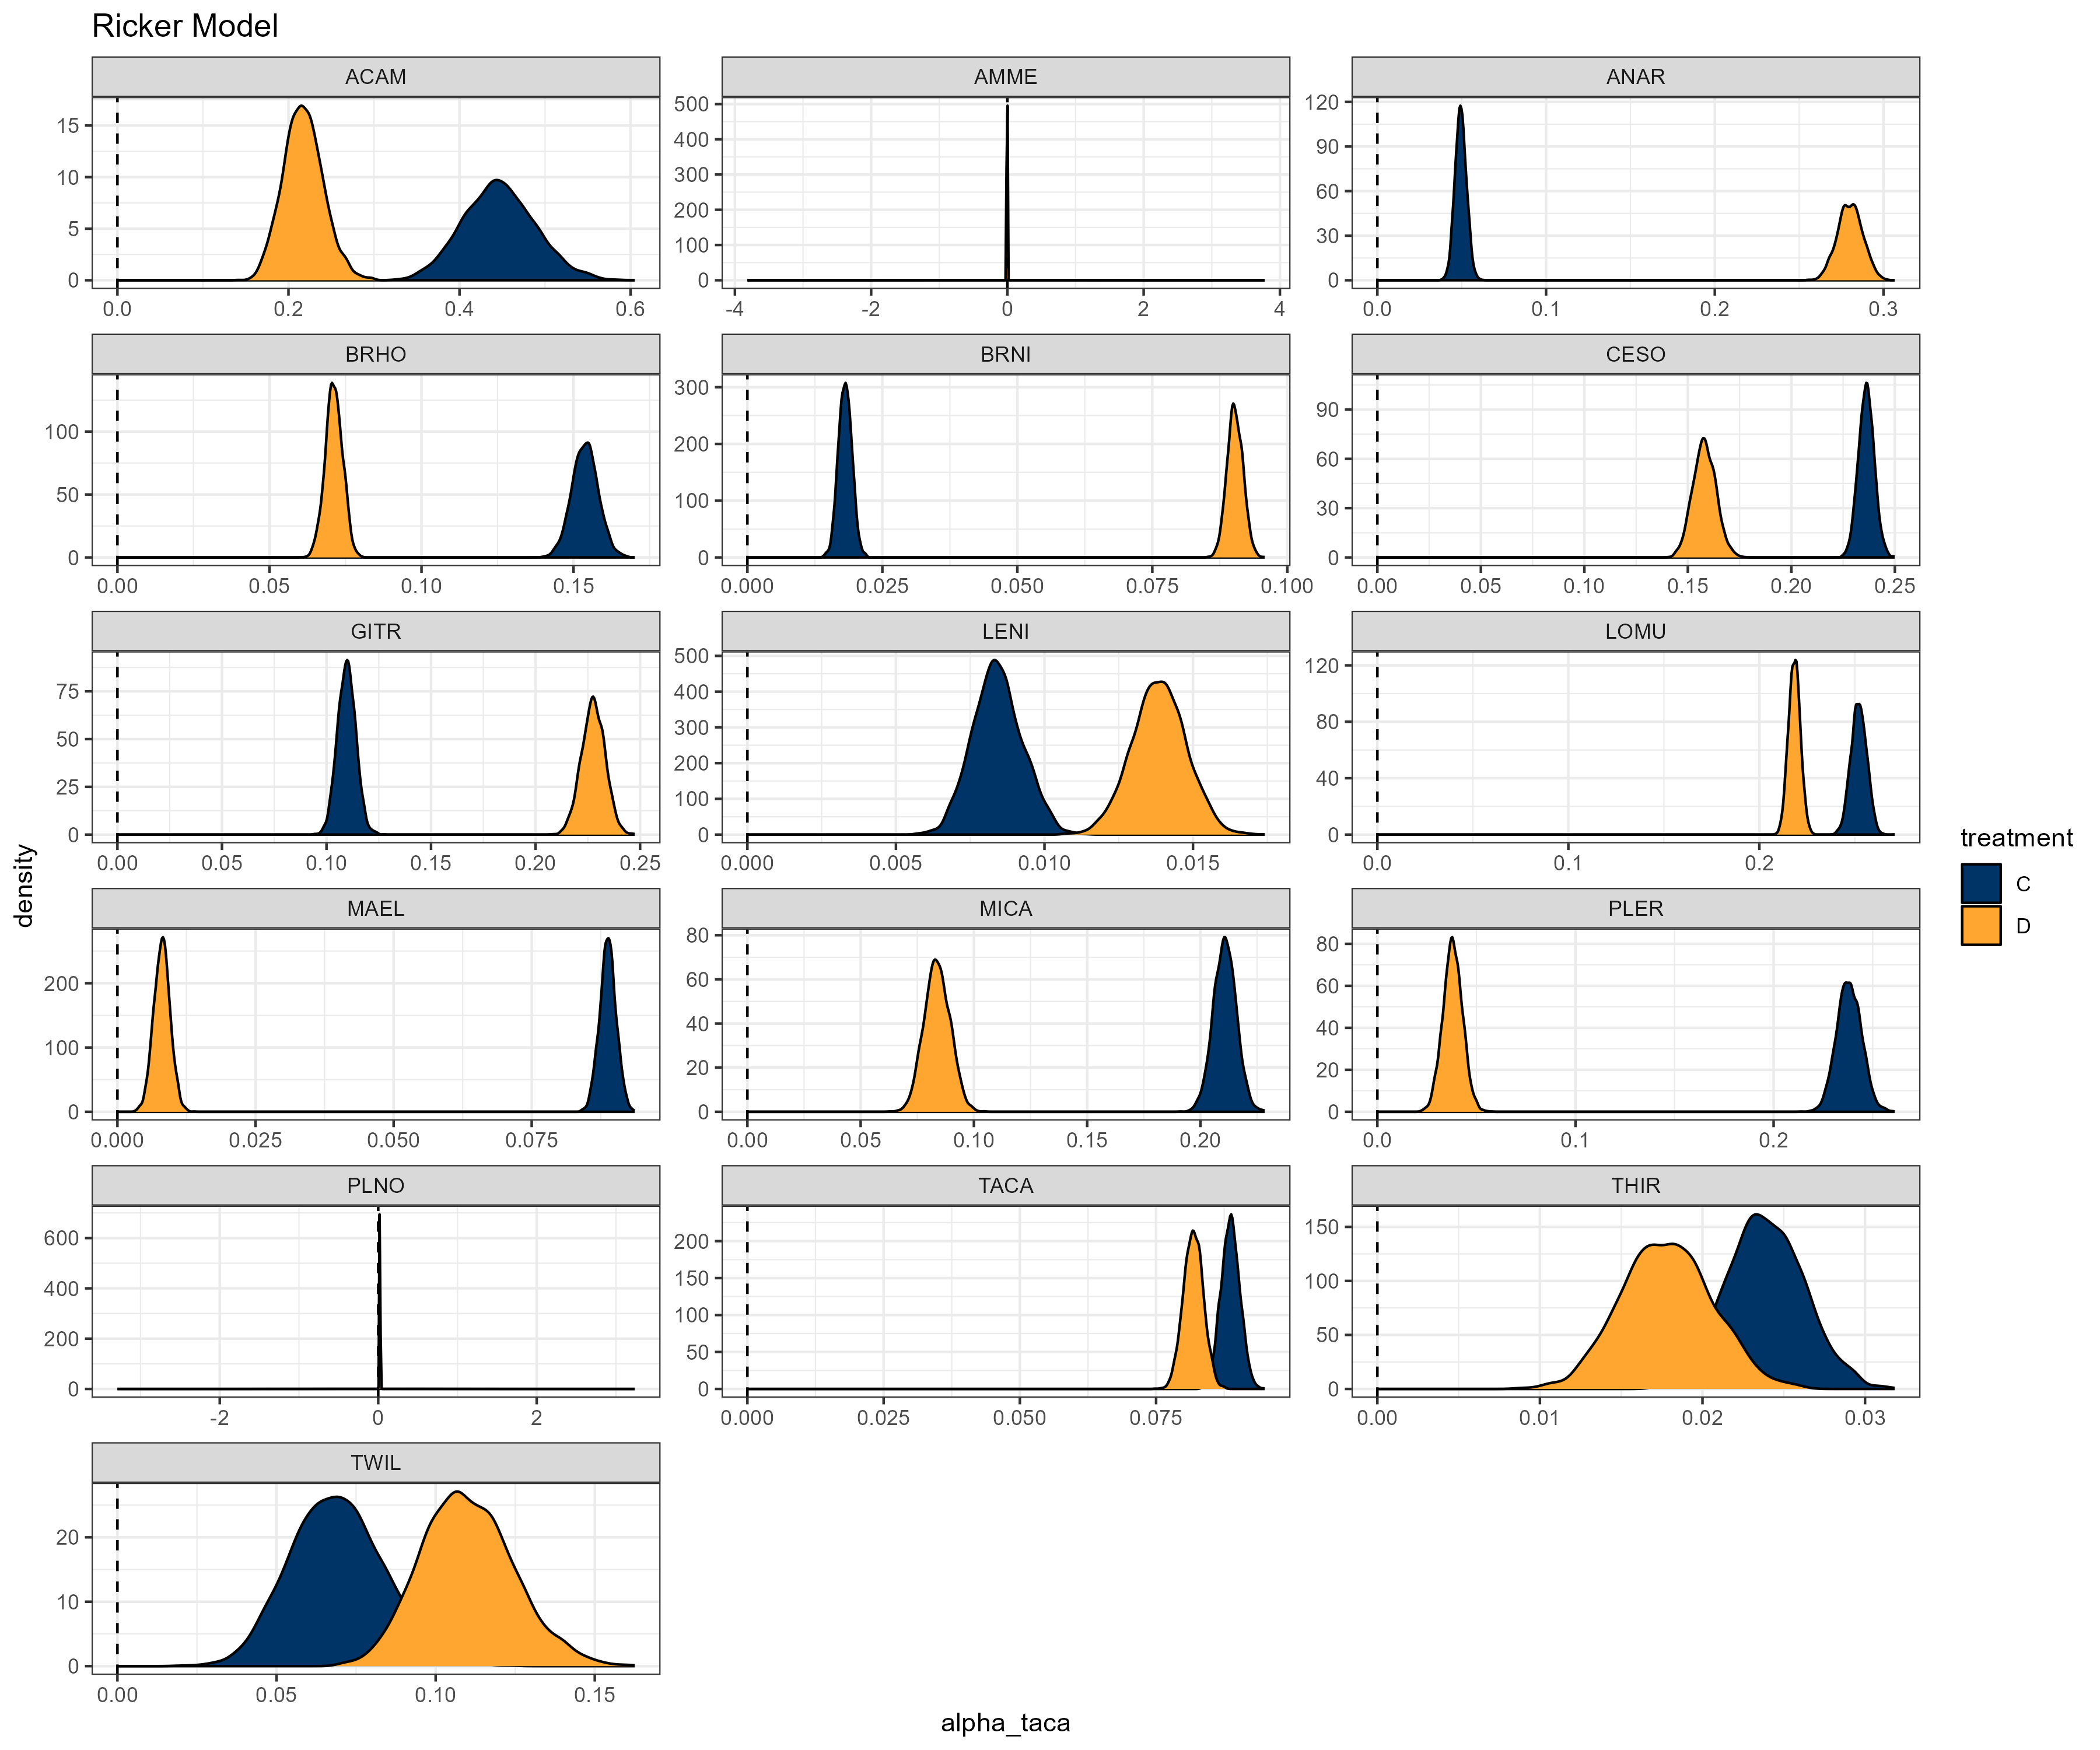 Ricker Model
ACAM AMME ANAR
15 10 5 0
500 400 300 200 100 0
120 90 60 30 0
0.0 0.2 0.4 0.6
-4 -2 0 2 4
0.0 0.1 0.2 0.3
BRHO BRNI CESO
100 50 0
300 200 100 0
90 60 30 0
0.00 0.05 0.10 0.15
0.000 0.025 0.050 0.075 0.100
0.00 0.05 0.10 0.15 0.20 0.25
GITR LENI LOMU
75 50 25 0
500 400 300 200 100 0
120 80 40 0
0.00 0.05 0.10 0.15 0.20 0.25
0.000 0.005 0.010 0.015
0.0 0.1 0.2
MAEL MICA PLER
200 100 0
80 60 40 20 0
80 60 40 20 0
0.000 0.025 0.050 0.075
0.00 0.05 0.10 0.15 0.20
0.0 0.1 0.2
PLNO TACA THIR
600 400 200 0
200 150 100 50 0
150 100 50 0
-2 0 2
0.000 0.025 0.050 0.075
0.00 0.01 0.02 0.03
TWIL
20 10 0
0.00 0.05 0.10 0.15
density
alpha_taca
treatment
C
D